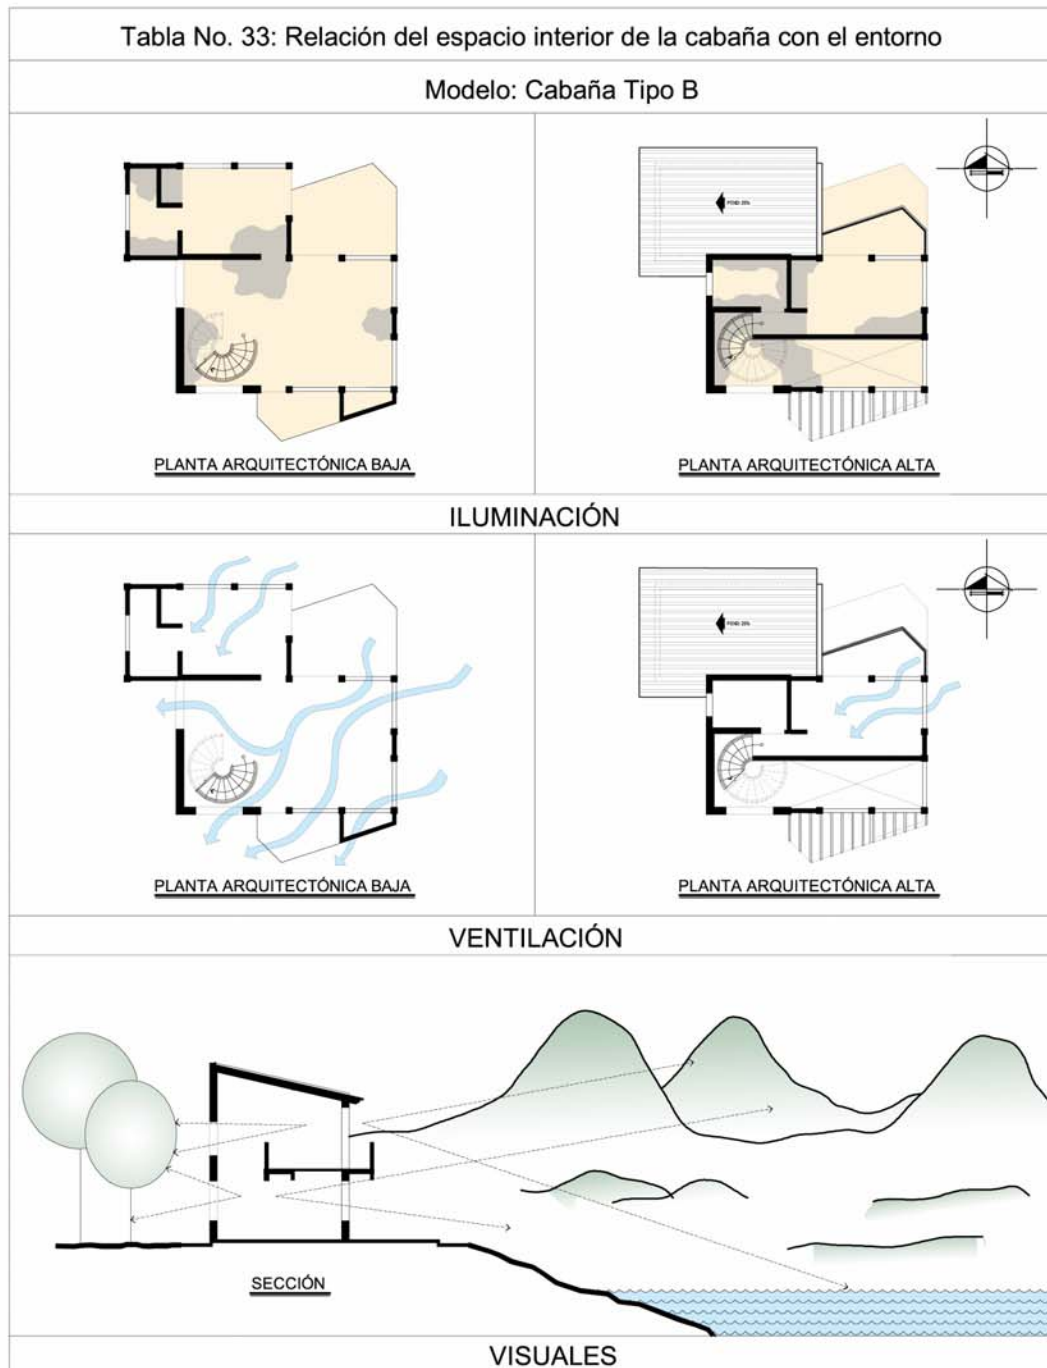 Tabla No. 33: Relación del espacio interior de la cabaña con el entorno
Modelo: Cabaña Tipo B
PLANTA ARQUITECTÓNICA BAJA
PLANTA ARQUITECTÓNICA ALTA
ILUMINACIÓN
PLANTA ARQUITECTÓNICA BAJA
PLANTA ARQUITECTÓNICA ALTA
VENTILACIÓN
SECCIÓN
VISUALES